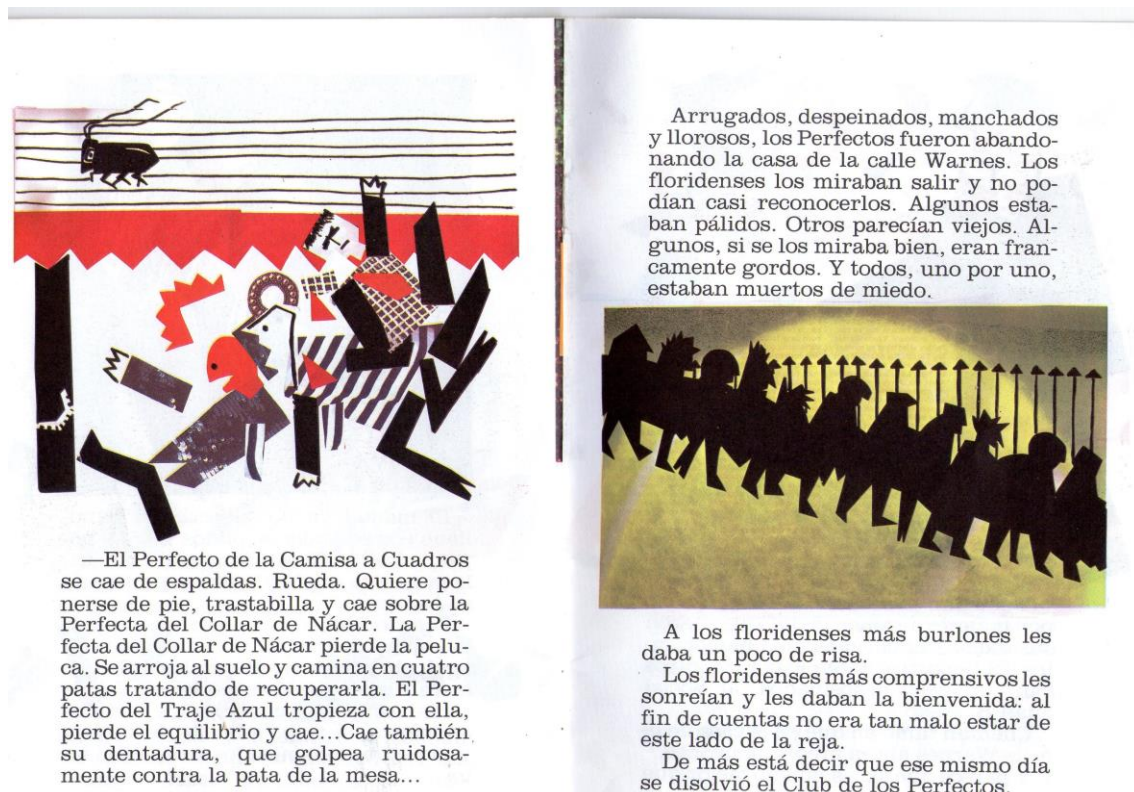 —El Perfecto de la Camisa a Cuadros
se cae de espaldas. Rueda. Quiere po-
nerse de pie, trastabilla y cae sobre la
Perfecta del Collar de Nácar. La Per-
fecta del Collar de Nácar pierde la pelu-
ca. Se arroja al suelo y camina en cuatro
patas tratando de recuperarla. El Per-
fecto del Traje Azul tropieza con ella,
pierde el equilibrio y cae...Cae también
su dentadura, que golpea ruidosa-
mente contra la pata de la mesa...
Arrugados, despeinados, manchados
y llorosos, los Perfectos fueron abando-
nando la casa de la calle Warnes. Los
floridenses los miraban salir y no po-
dían casi reconocerlos. Algunos esta-
ban pálidos. Otros parecían viejos. Al-
gunos, si se los miraba bien, eran fran-
camente gordos. Y todos, uno por uno,
estaban muertos de miedo.
A los floridenses más burlones les
daba un poco de risa.
Los floridenses más comprensivos les
sonreían y les daban la bienvenida: al
fin de cuentas no era tan malo estar de
este lado de la reja.
De más está decir que ese mismo día
se disolvió el Club de los Perfectos.